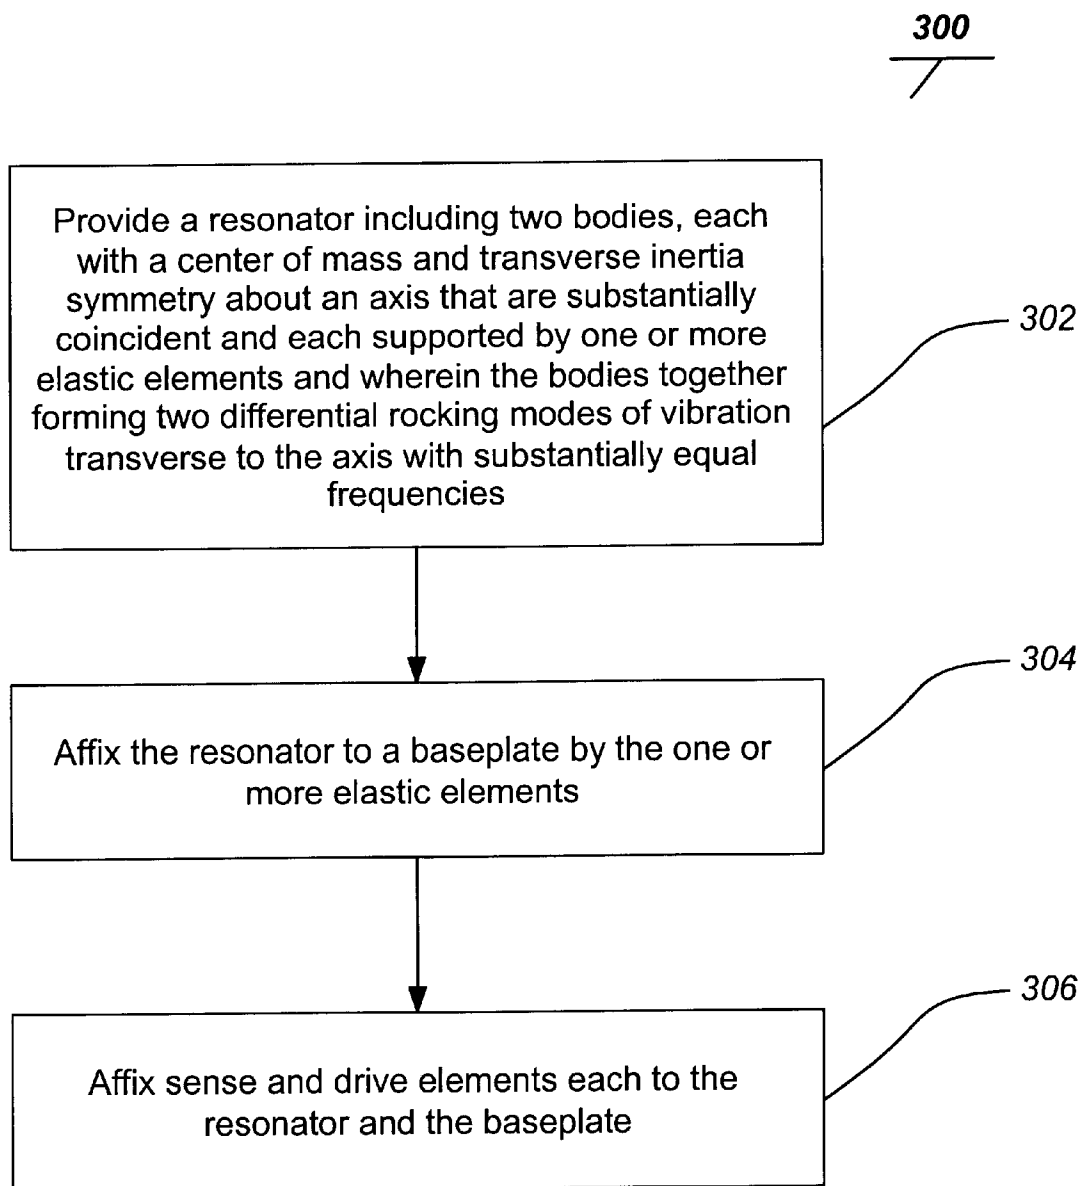 300
Provide a resonator including two bodies, each
with a center of mass and transverse inertia
symmetry about an axis that are substantially
coincident and each supported by one or more
elastic elements and wherein the bodies together
forming two differential rocking modes of vibration
transverse to the axis with substantially equal
frequencies
302
304
Affix the resonator to a baseplate by the one or
more elastic elements
306
Affix sense and drive elements each to the
resonator and the baseplate